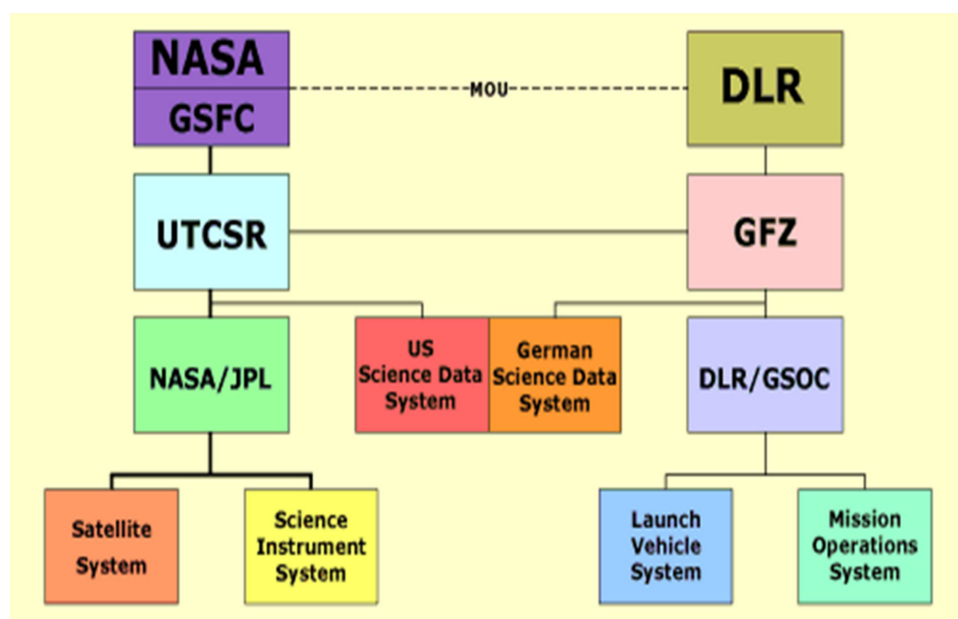 NASA
GSFC
MOU
DLR
UTCSR
GFZ
NASA/JPL
US
Science Data
System
German
Science Data
System
DLR/GSOC
Satellite
System
Science
Instrument
System
Launch
Vehicle
System
Mission
Operations
System